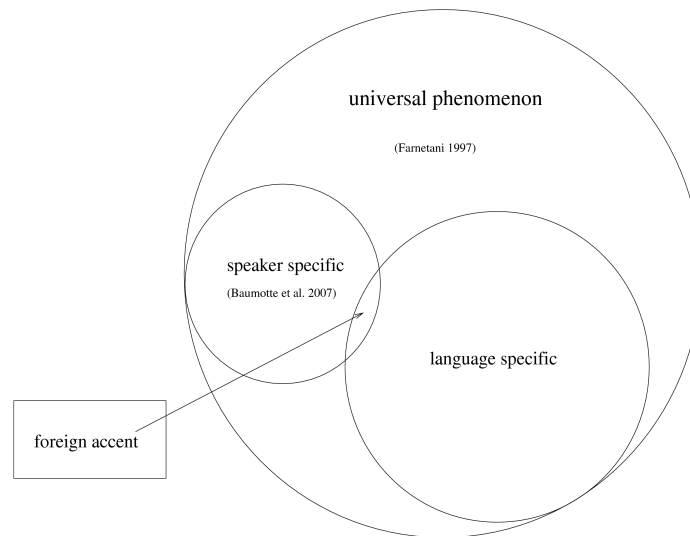 universal phenomenon
(Farnetani 1997)
speaker specific
(Baumotte et al. 2007)
language specific
foreign accent